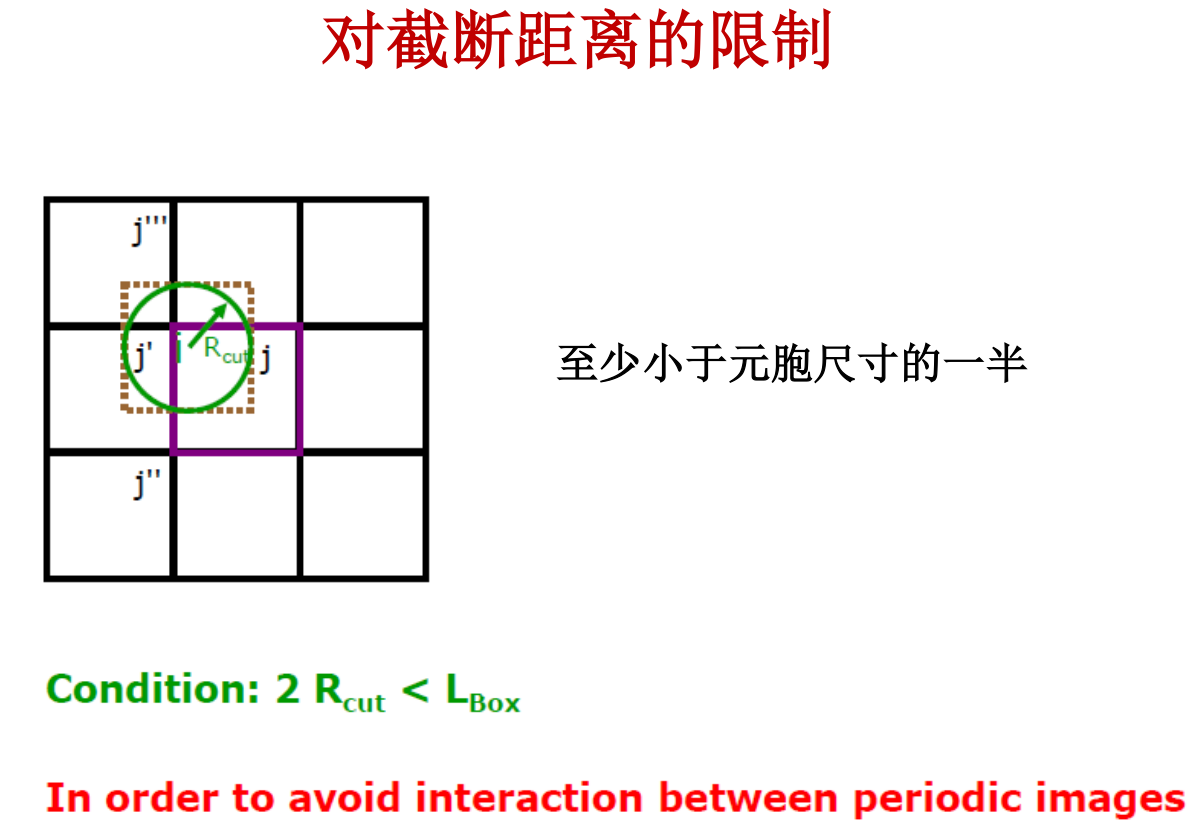 对截断距离的限制
j'''
j' i Rcut j
至少小于元胞尺寸的一半
j''
Condition: 2 Rcut < LBox
In order to avoid interaction between periodic images